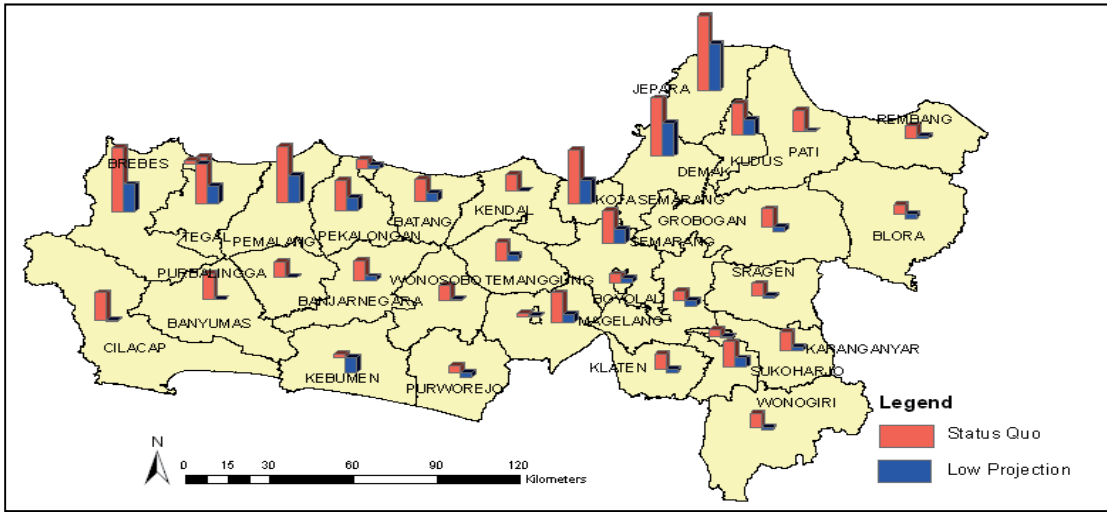 JEPARA
REMBANG
BREBES
PATI
KUDUS
DEMAK
KOTA SEMARANG
GROBOGAN
BLORA
KENDAL
BATANG
PEKALONGAN
PEMALANG
TEGAL
SEMARANG
PURBALINGGA
WONOSOBO TEMANGGUNG
SRAGEN
BANJARNEGARA
BOYOLALI
BANYUMAS
MAGELANG
CILACAP
KARANGANYAR
KLATEN
SUKOHARJO
KEBUMEN
PURWOREJO
WONOGIRI
Legend
Status Quo
Low Projection
N
0 15 30 60 90 120
Kilometers